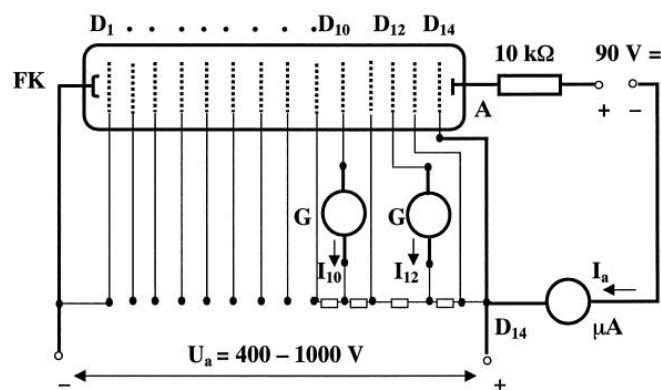 D1 . . . . . . . D10 D12 D14
10 kΩ 90 V =
FK
A + −
G G
I10 I12 Ia
D14 μA
Ua = 400 – 1000 V
− +